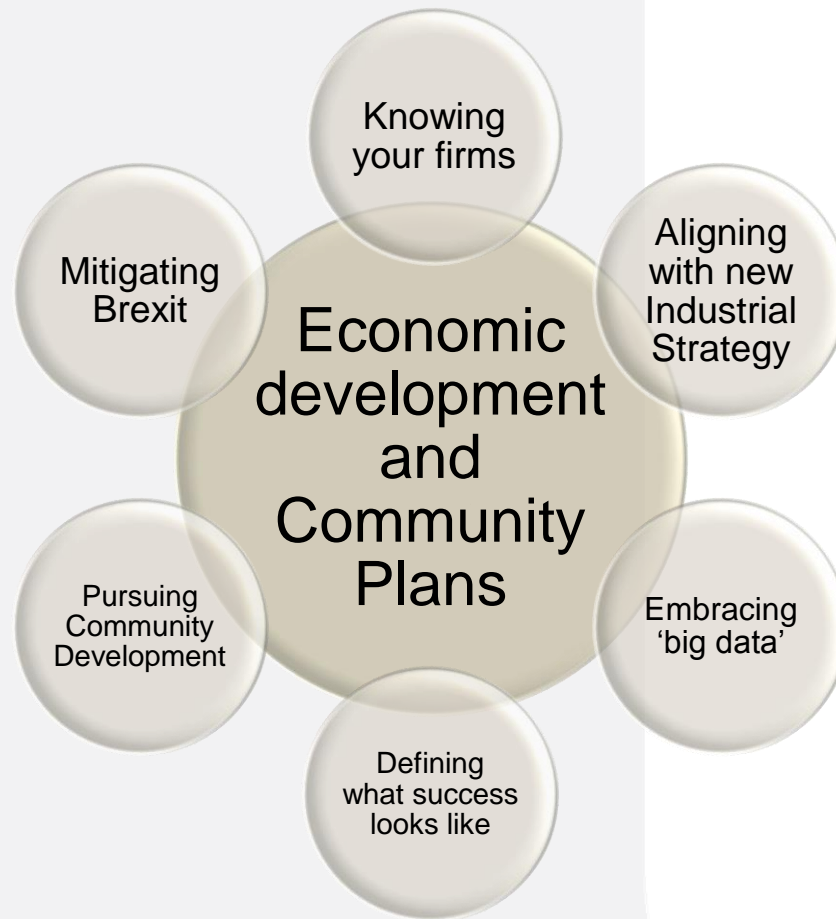 Knowing
your firms
Aligning
with new
Industrial
Strategy
Mitigating
Brexit
Economic
development
and
Community
Plans
Embracing
‘big data’
Pursuing
Community
Development
Defining
what success
looks like